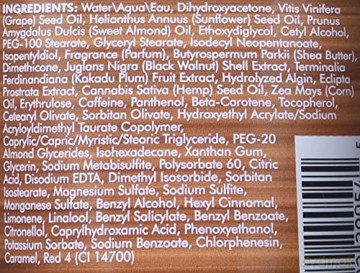 INGREDIENTS: Water\Aqua\Eau, Dihydroxyacetone, Vitis Vinifera
(Grape) Seed Oil, Helianthus Annuus (Sunflower) Seed Oil, Prunus
Amygdalus Dulcis (Sweet Almond) Oil, Ethoxydiglycol, Cetyl Alcohol,
PEG-100 Stearate, Glyceryl Stearate, Isodecyl Neopentanoate,
Isopentyldiol, Fragrance (Parfum), Butyrospermum Parkii (Shea Butter),
Dimethicone, Juglans Nigra (Black Walnut) Shell Extract, Terminalia
Ferdinandiana (Kakadu Plum) Fruit Extract, Hydrolyzed Algin, Eclipta
Prostrata Extract, Cannabis Sativa (Hemp) Seed Oil, Zea Mays (Corn)
Oil, Erythrulose, Caffeine, Panthenol, Beta-Carotene, Tocopherol,
Cetearyl Olivate, Sorbitan Olivate, Hydroxyethyl Acrylate/Sodium
Acryloyldimethyl Taurate Copolymer,
Caprylic/Capric/Myristic/Stearic Triglyceride, PEG-20
Almond Glycerides, Isohexadecane, Xanthan Gum,
Glycerin, Sodium Metabisulfite, Polysorbate 60, Citric
Acid, Disodium EDTA, Dimethyl Isosorbide, Sorbitan
Isostearate, Magnesium Sulfate, Sodium Sulfite,
Manganese Sulfate, Benzyl Alcohol, Hexyl Cinnamal,
Limonene, Linalool, Benzyl Salicylate, Benzyl Benzoate,
Citronellol, Caprylhydroxamic Acid, Phenoxyethanol,
Potassium Sorbate, Sodium Benzoate, Chlorphenesin,
Caramel, Red 4 (CI 14700)